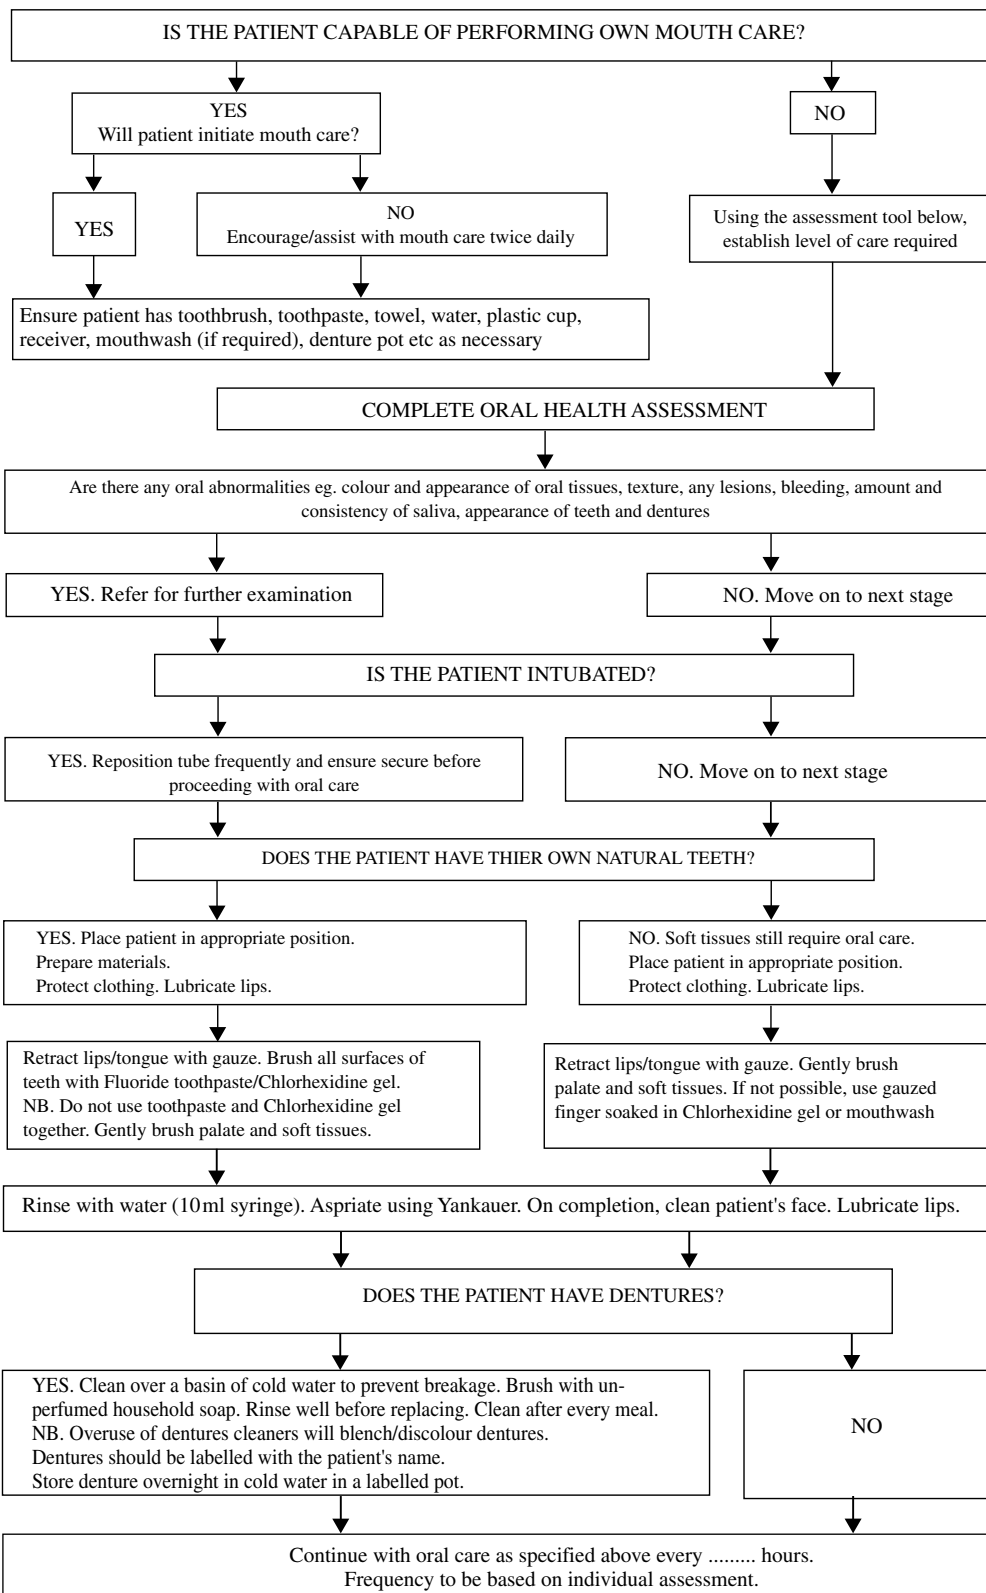 IS THE PATIENT CAPABLE OF PERFORMING OWN MOUTH CARE?
YES
Will patient initiate mouth care?
NO
YES
NO
Encourage/assist with mouth care twice daily
Using the assessment tool below,
establish level of care required
Ensure patient has toothbrush, toothpaste, towel, water, plastic cup,
receiver, mouthwash (if required), denture pot etc as necessary
COMPLETE ORAL HEALTH ASSESSMENT
Are there any oral abnormalities eg. colour and appearance of oral tissues, texture, any lesions, bleeding, amount and
consistency of saliva, appearance of teeth and dentures
YES. Refer for further examination
NO. Move on to next stage
IS THE PATIENT INTUBATED?
YES. Reposition tube frequently and ensure secure before
proceeding with oral care
NO. Move on to next stage
DOES THE PATIENT HAVE THIER OWN NATURAL TEETH?
YES. Place patient in appropriate position.
Prepare materials.
Protect clothing. Lubricate lips.
NO. Soft tissues still require oral care.
Place patient in appropriate position.
Protect clothing. Lubricate lips.
Retract lips/tongue with gauze. Brush all surfaces of
teeth with Fluoride toothpaste/Chlorhexidine gel.
NB. Do not use toothpaste and Chlorhexidine gel
together. Gently brush palate and soft tissues.
Retract lips/tongue with gauze. Gently brush
palate and soft tissues. If not possible, use gauzed
finger soaked in Chlorhexidine gel or mouthwash
Rinse with water (10ml syringe). Aspriate using Yankauer. On completion, clean patient's face. Lubricate lips.
DOES THE PATIENT HAVE DENTURES?
YES. Clean over a basin of cold water to prevent breakage. Brush with un-
perfumed household soap. Rinse well before replacing. Clean after every meal.
NB. Overuse of dentures cleaners will blench/discolour dentures.
Dentures should be labelled with the patient's name.
Store denture overnight in cold water in a labelled pot.
NO
Continue with oral care as specified above every ......... hours.
Frequency to be based on individual assessment.